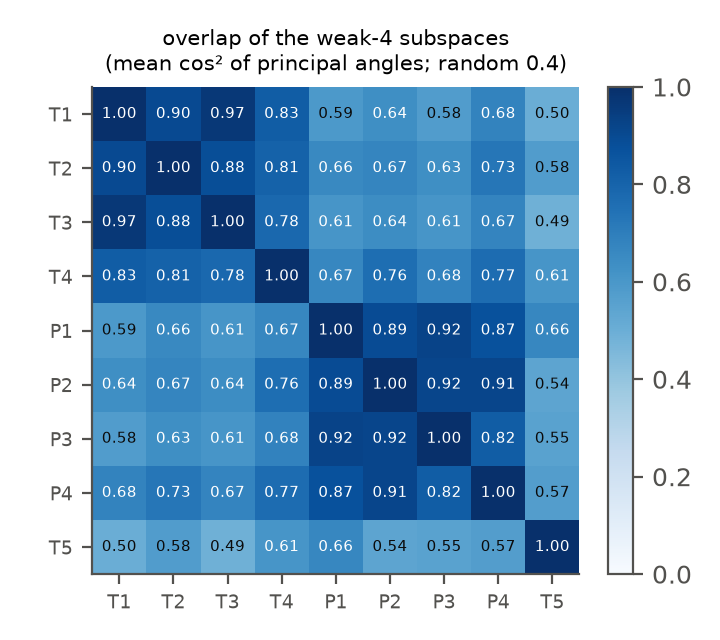 overlap of the weak-4 subspaces
(mean cos² of principal angles; random 0.4)
T1 1.00 0.90 0.97 0.83 0.59 0.64 0.58 0.68 0.50
T2 0.90 1.00 0.88 0.81 0.66 0.67 0.63 0.73 0.58
T3 0.97 0.88 1.00 0.78 0.61 0.64 0.61 0.67 0.49
T4 0.83 0.81 0.78 1.00 0.67 0.76 0.68 0.77 0.61
P1 0.59 0.66 0.61 0.67 1.00 0.89 0.92 0.87 0.66
P2 0.64 0.67 0.64 0.76 0.89 1.00 0.92 0.91 0.54
P3 0.58 0.63 0.61 0.68 0.92 0.92 1.00 0.82 0.55
P4 0.68 0.73 0.67 0.77 0.87 0.91 0.82 1.00 0.57
T5 0.50 0.58 0.49 0.61 0.66 0.54 0.55 0.57 1.00
T1 T2 T3 T4 P1 P2 P3 P4 T5
1.0
0.8
0.6
0.4
0.2
0.0